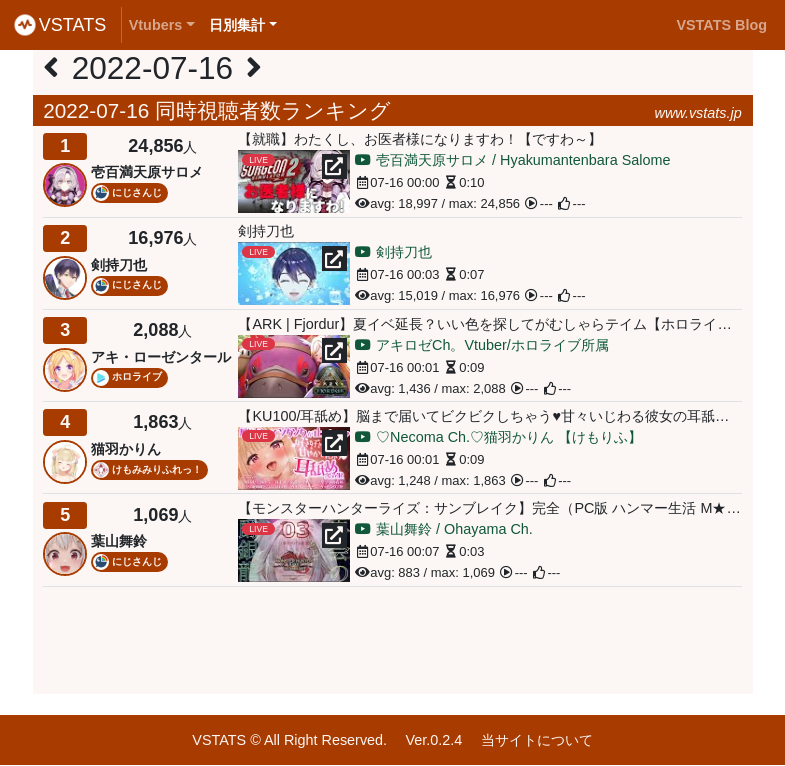 VSTATS Vtubers 日別集計 VSTATS Blog
2022-07-16
2022-07-16 同時視聴者数ランキング www.vstats.jp
1 24,856人
壱百満天原サロメ
にじさんじ
【就職】わたくし、お医者様になりますわ！【ですわ～】
LIVE
SURGEON 2
お医者様に
なりますわ!
壱百満天原サロメ / Hyakumantenbara Salome
07-16 00:00 0:10
avg: 18,997 / max: 24,856 --- ---
2 16,976人
剣持刀也
にじさんじ
剣持刀也
LIVE
剣持刀也
07-16 00:03 0:07
avg: 15,019 / max: 16,976 --- ---
3 2,088人
アキ・ローゼンタール
ホロライブ
【ARK | Fjordur】夏イベ延長？いい色を探してがむしゃらテイム【ホロライ…
LIVE
アキロゼCh。Vtuber/ホロライブ所属
07-16 00:01 0:09
avg: 1,436 / max: 2,088 --- ---
4 1,863人
猫羽かりん
けもみみりふれっ！
【KU100/耳舐め】脳まで届いてビクビクしちゃう♥甘々いじわる彼女の耳舐…
LIVE
耳舐め
♡Necoma Ch.♡猫羽かりん 【けもりふ】
07-16 00:01 0:09
avg: 1,248 / max: 1,863 --- ---
5 1,069人
葉山舞鈴
にじさんじ
【モンスターハンターライズ：サンブレイク】完全（PC版 ハンマー生活 M★…
LIVE
03
葉山舞鈴 / Ohayama Ch.
07-16 00:07 0:03
avg: 883 / max: 1,069 --- ---
VSTATS © All Right Reserved. Ver.0.2.4 当サイトについて